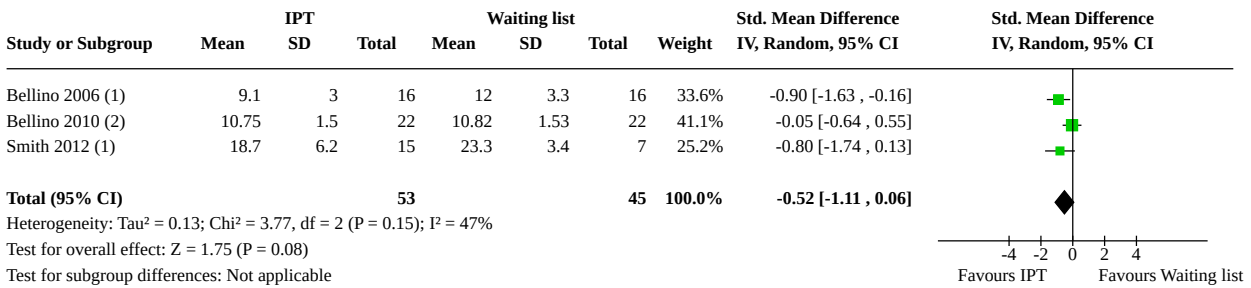 IPT Waiting list Std. Mean Difference Std. Mean Difference
Study or Subgroup Mean SD Total Mean SD Total Weight IV, Random, 95% CI IV, Random, 95% CI
Bellino 2006 (1) 9.1 3 16 12 3.3 16 33.6% -0.90 [-1.63 , -0.16]
Bellino 2010 (2) 10.75 1.5 22 10.82 1.53 22 41.1% -0.05 [-0.64 , 0.55]
Smith 2012 (1) 18.7 6.2 15 23.3 3.4 7 25.2% -0.80 [-1.74 , 0.13]
Total (95% CI) 53 45 100.0% -0.52 [-1.11 , 0.06]
Heterogeneity: Tau² = 0.13; Chi² = 3.77, df = 2 (P = 0.15); I² = 47%
Test for overall effect: Z = 1.75 (P = 0.08) -4 -2 0 2 4
Test for subgroup differences: Not applicable Favours IPT Favours Waiting list